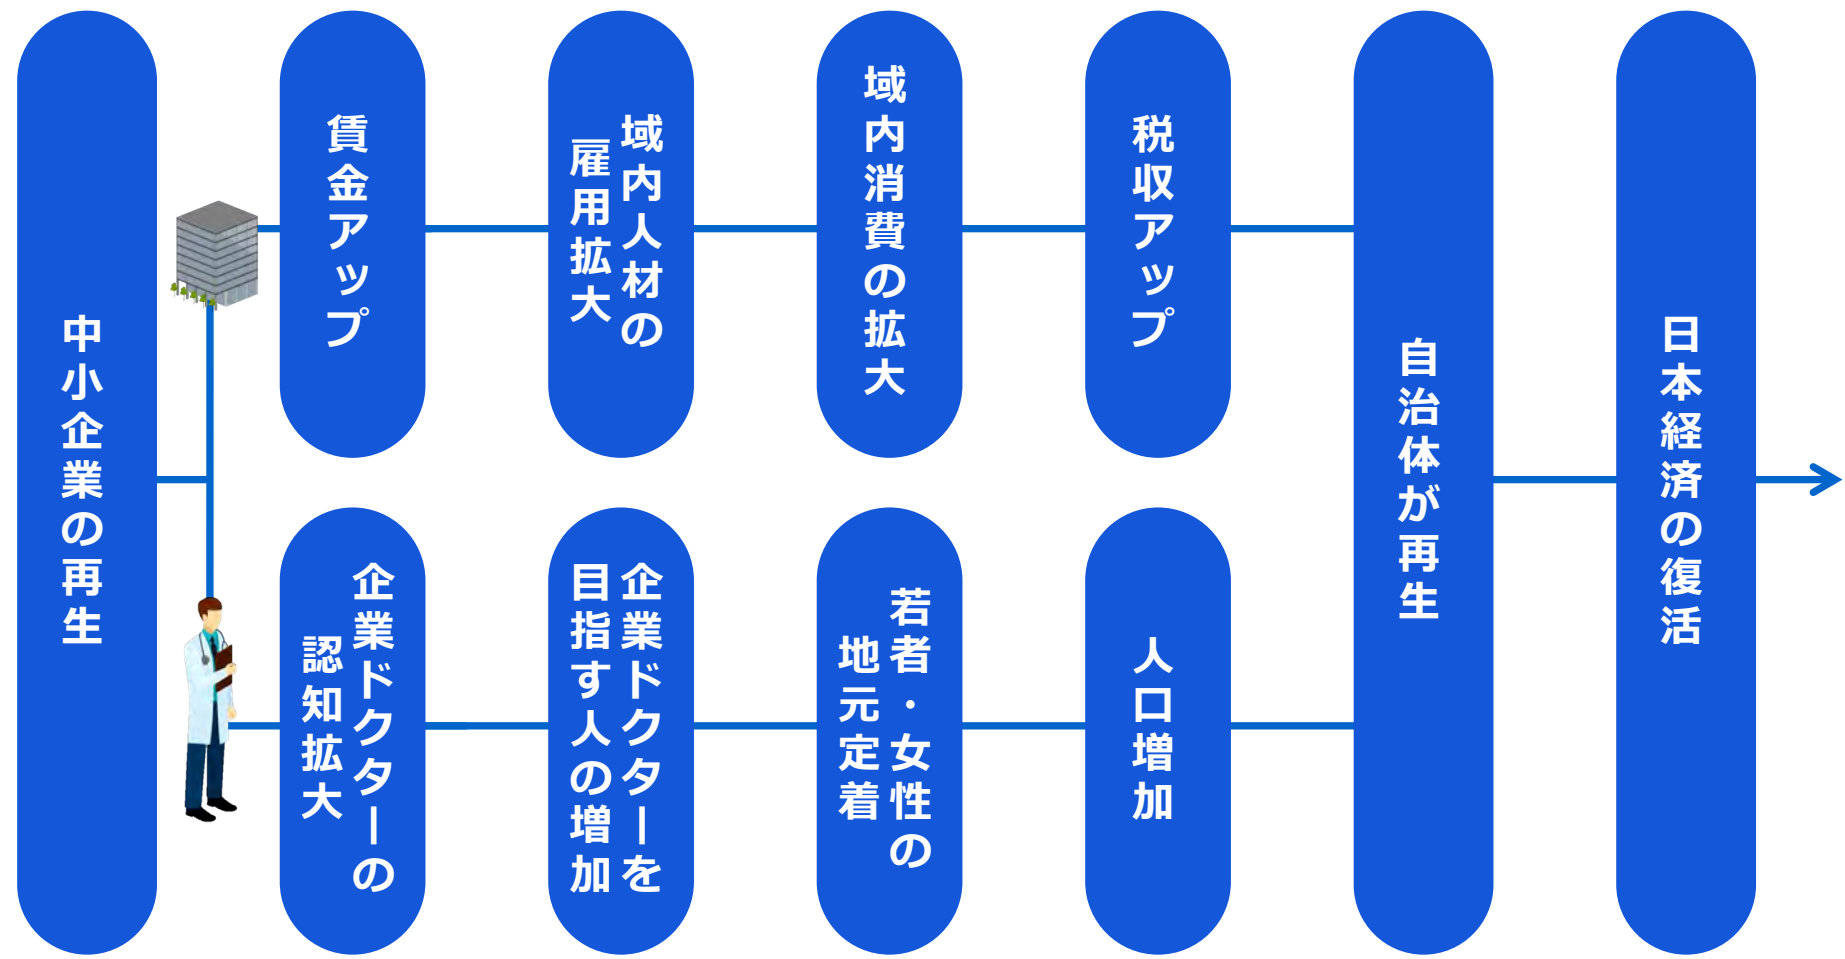 中小企業の再生
賃金アップ
域内人材の
雇用拡大
域内消費の拡大
税収アップ
企業ドクターの
認知拡大
企業ドクターを
目指す人の増加
若者・女性の
地元定着
人口増加
自治体が再生
日本経済の復活